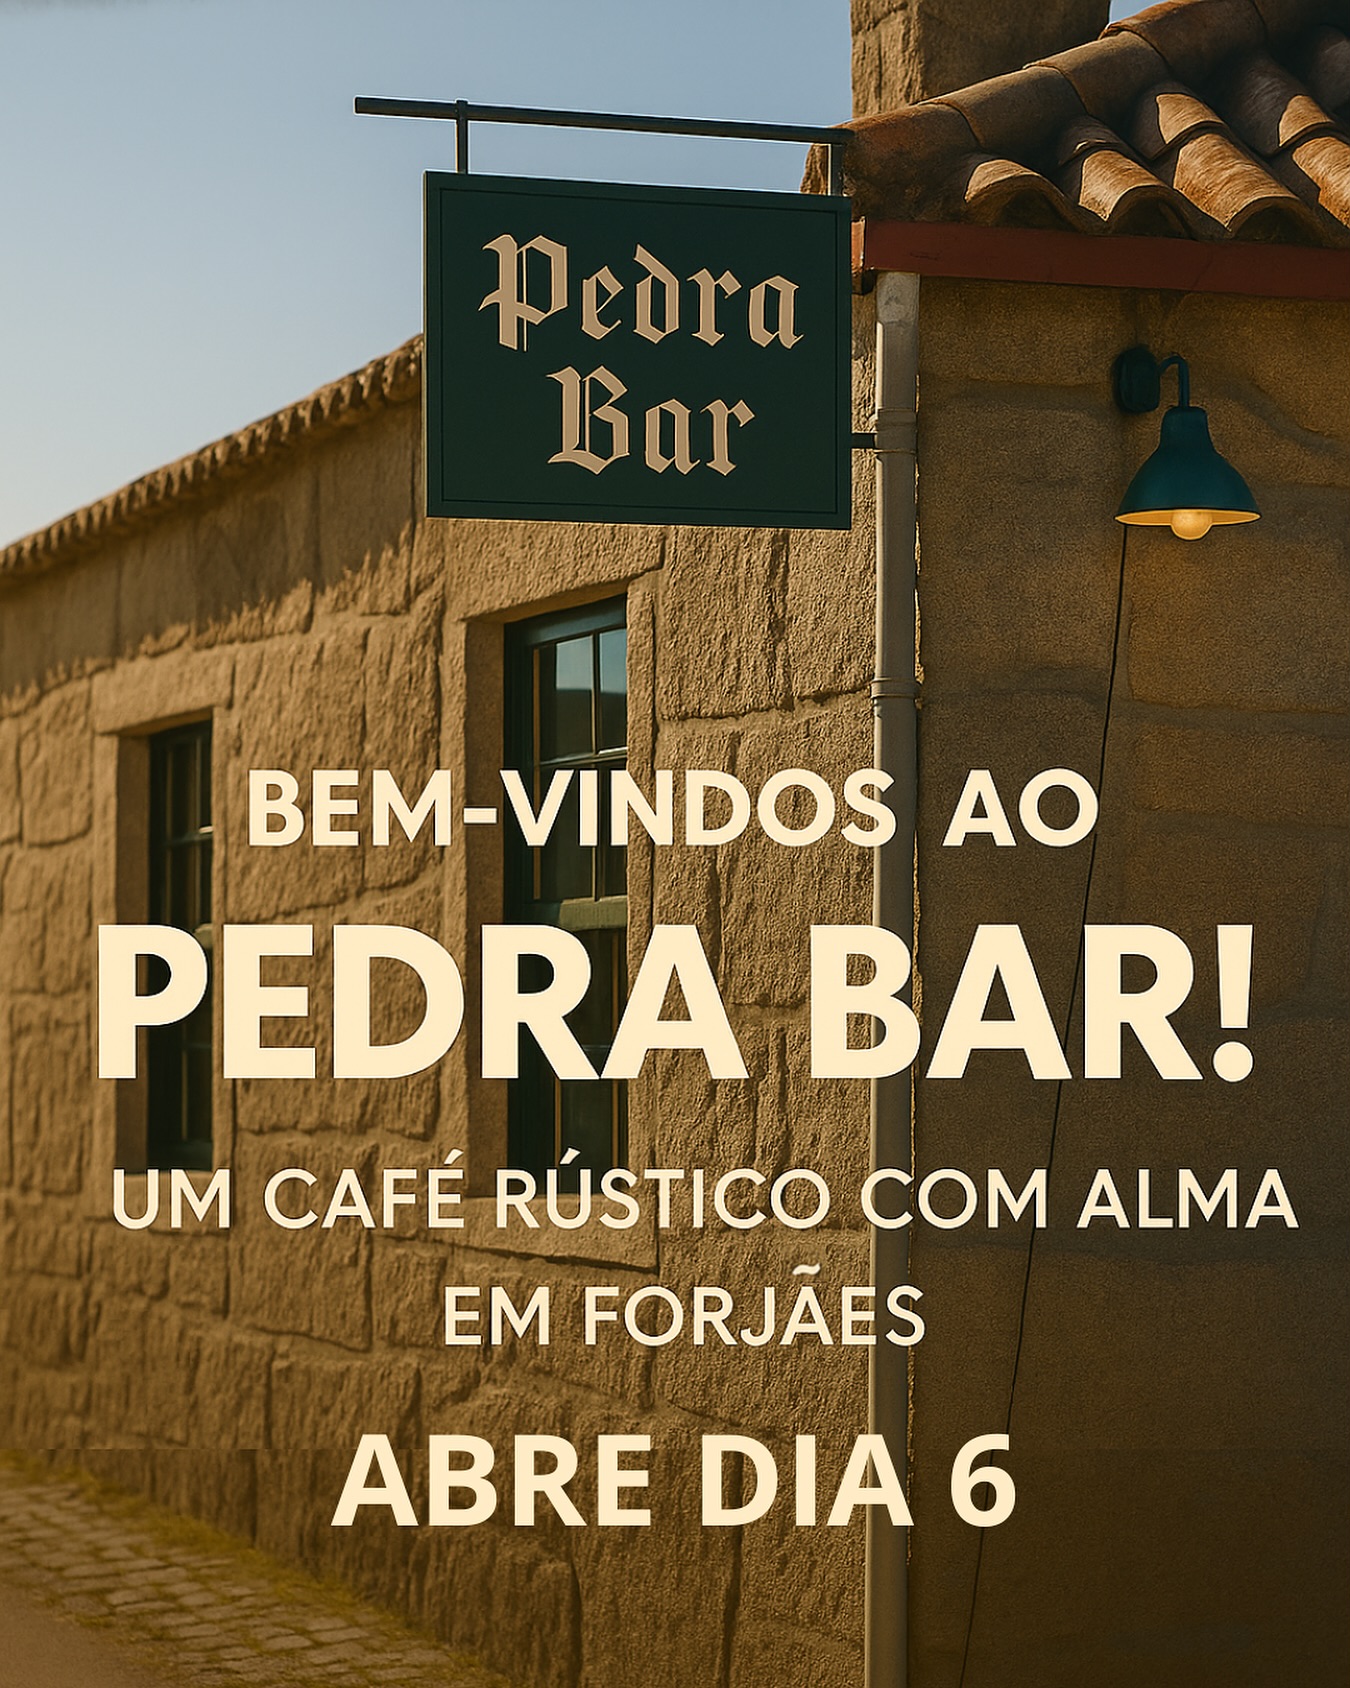 Pedra
Bar
BEM-VINDOS AO
PEDRA BAR!
UM CAFÉ RÚSTICO COM ALMA
EM FORJÃES
ABRE DIA 6